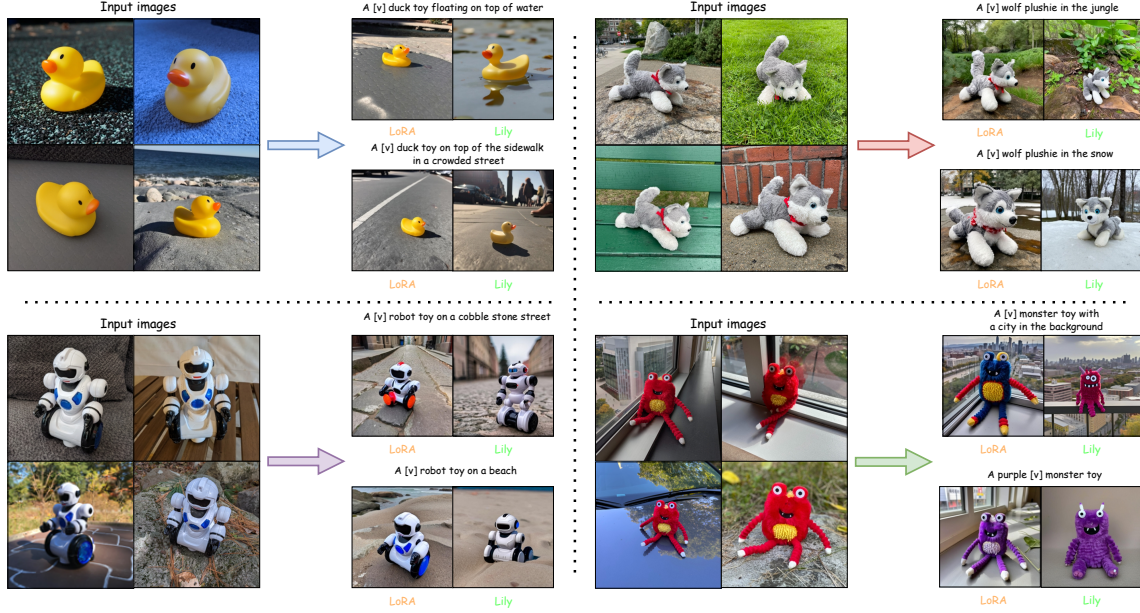 Input images
A [v] duck toy floating on top of water
LoRA
Lily
A [v] duck toy on top of the sidewalk
in a crowded street
LoRA
Lily
Input images
A [v] wolf plushie in the jungle
LoRA
Lily
A [v] wolf plushie in the snow
LoRA
Lily
Input images
A [v] robot toy on a cobble stone street
LoRA
Lily
A [v] robot toy on a beach
LoRA
Lily
Input images
A [v] monster toy with
a city in the background
LoRA
Lily
A purple [v] monster toy
LoRA
Lily